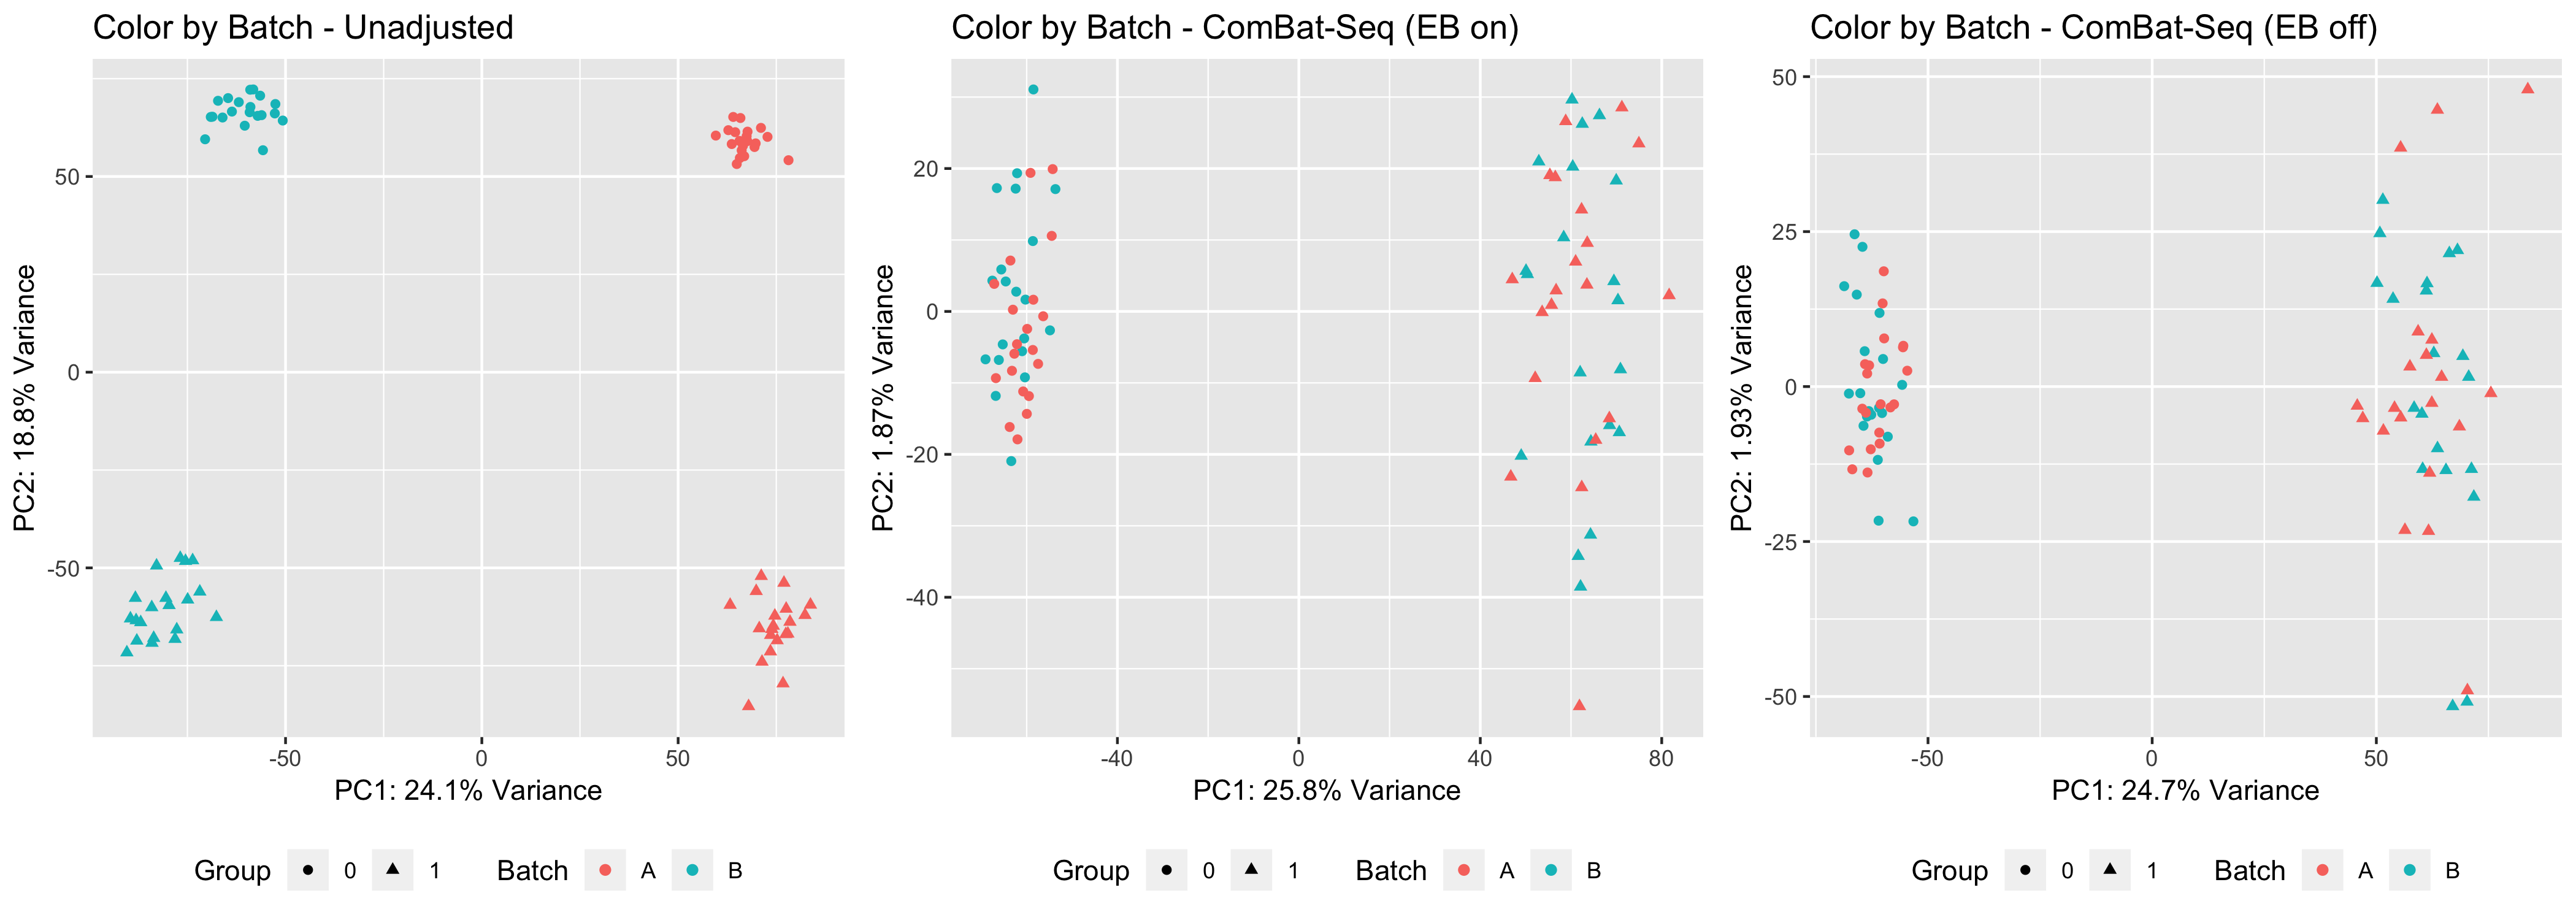 Color by Batch - Unadjusted
PC2: 18.8% Variance
50
0
-50
-50
0
50
PC1: 24.1% Variance
Group 0 1 Batch A B
Color by Batch - ComBat-Seq (EB on)
PC2: 1.87% Variance
20
0
-20
-40
-40
0
40
80
PC1: 25.8% Variance
Group 0 1 Batch A B
Color by Batch - ComBat-Seq (EB off)
PC2: 1.93% Variance
50
25
0
-25
-50
-50
0
50
PC1: 24.7% Variance
Group 0 1 Batch A B